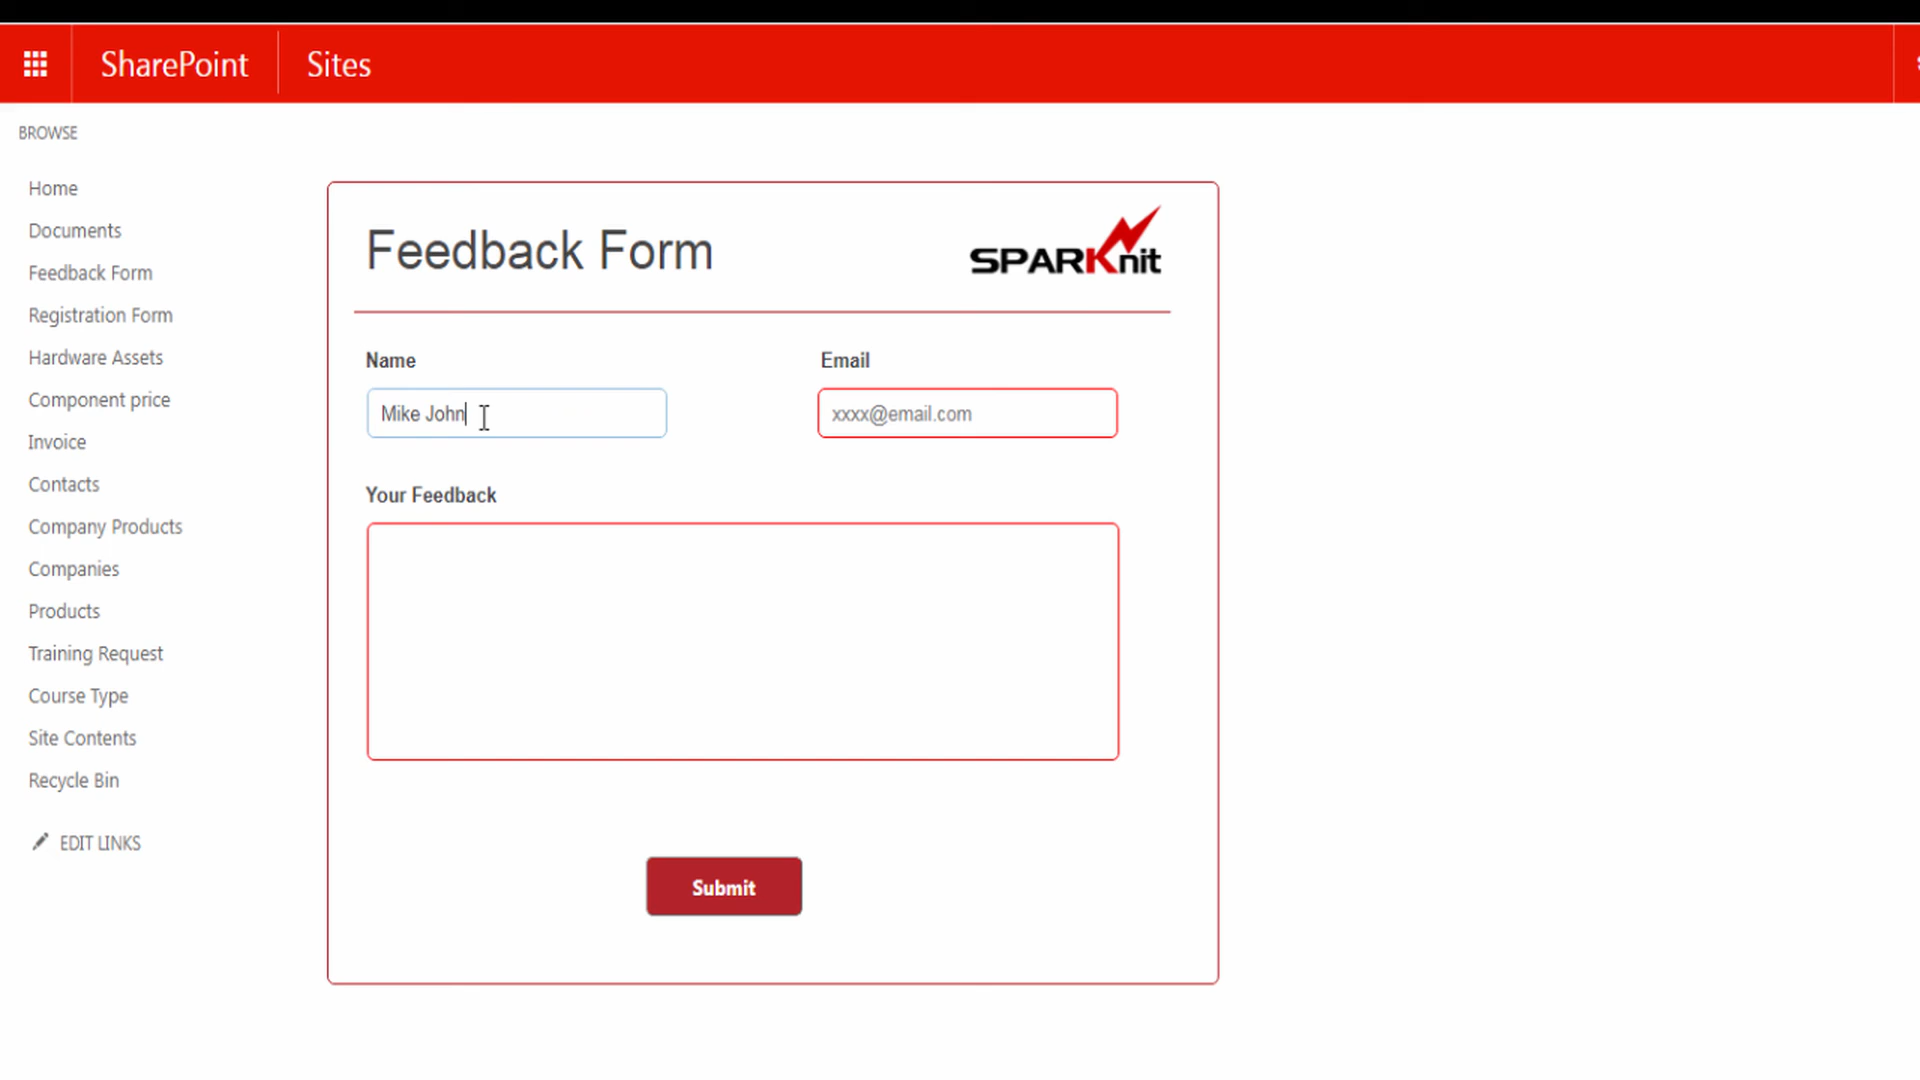 SharePoint
Sites
BROWSE
Home
Documents
Feedback Form
Registration Form
Hardware Assets
Component price
Invoice
Contacts
Company Products
Companies
Products
Training Request
Course Type
Site Contents
Recycle Bin
EDIT LINKS
Feedback Form
SPARKnit
Name
Email
Mike John
xxxx@email.com
Your Feedback
Submit